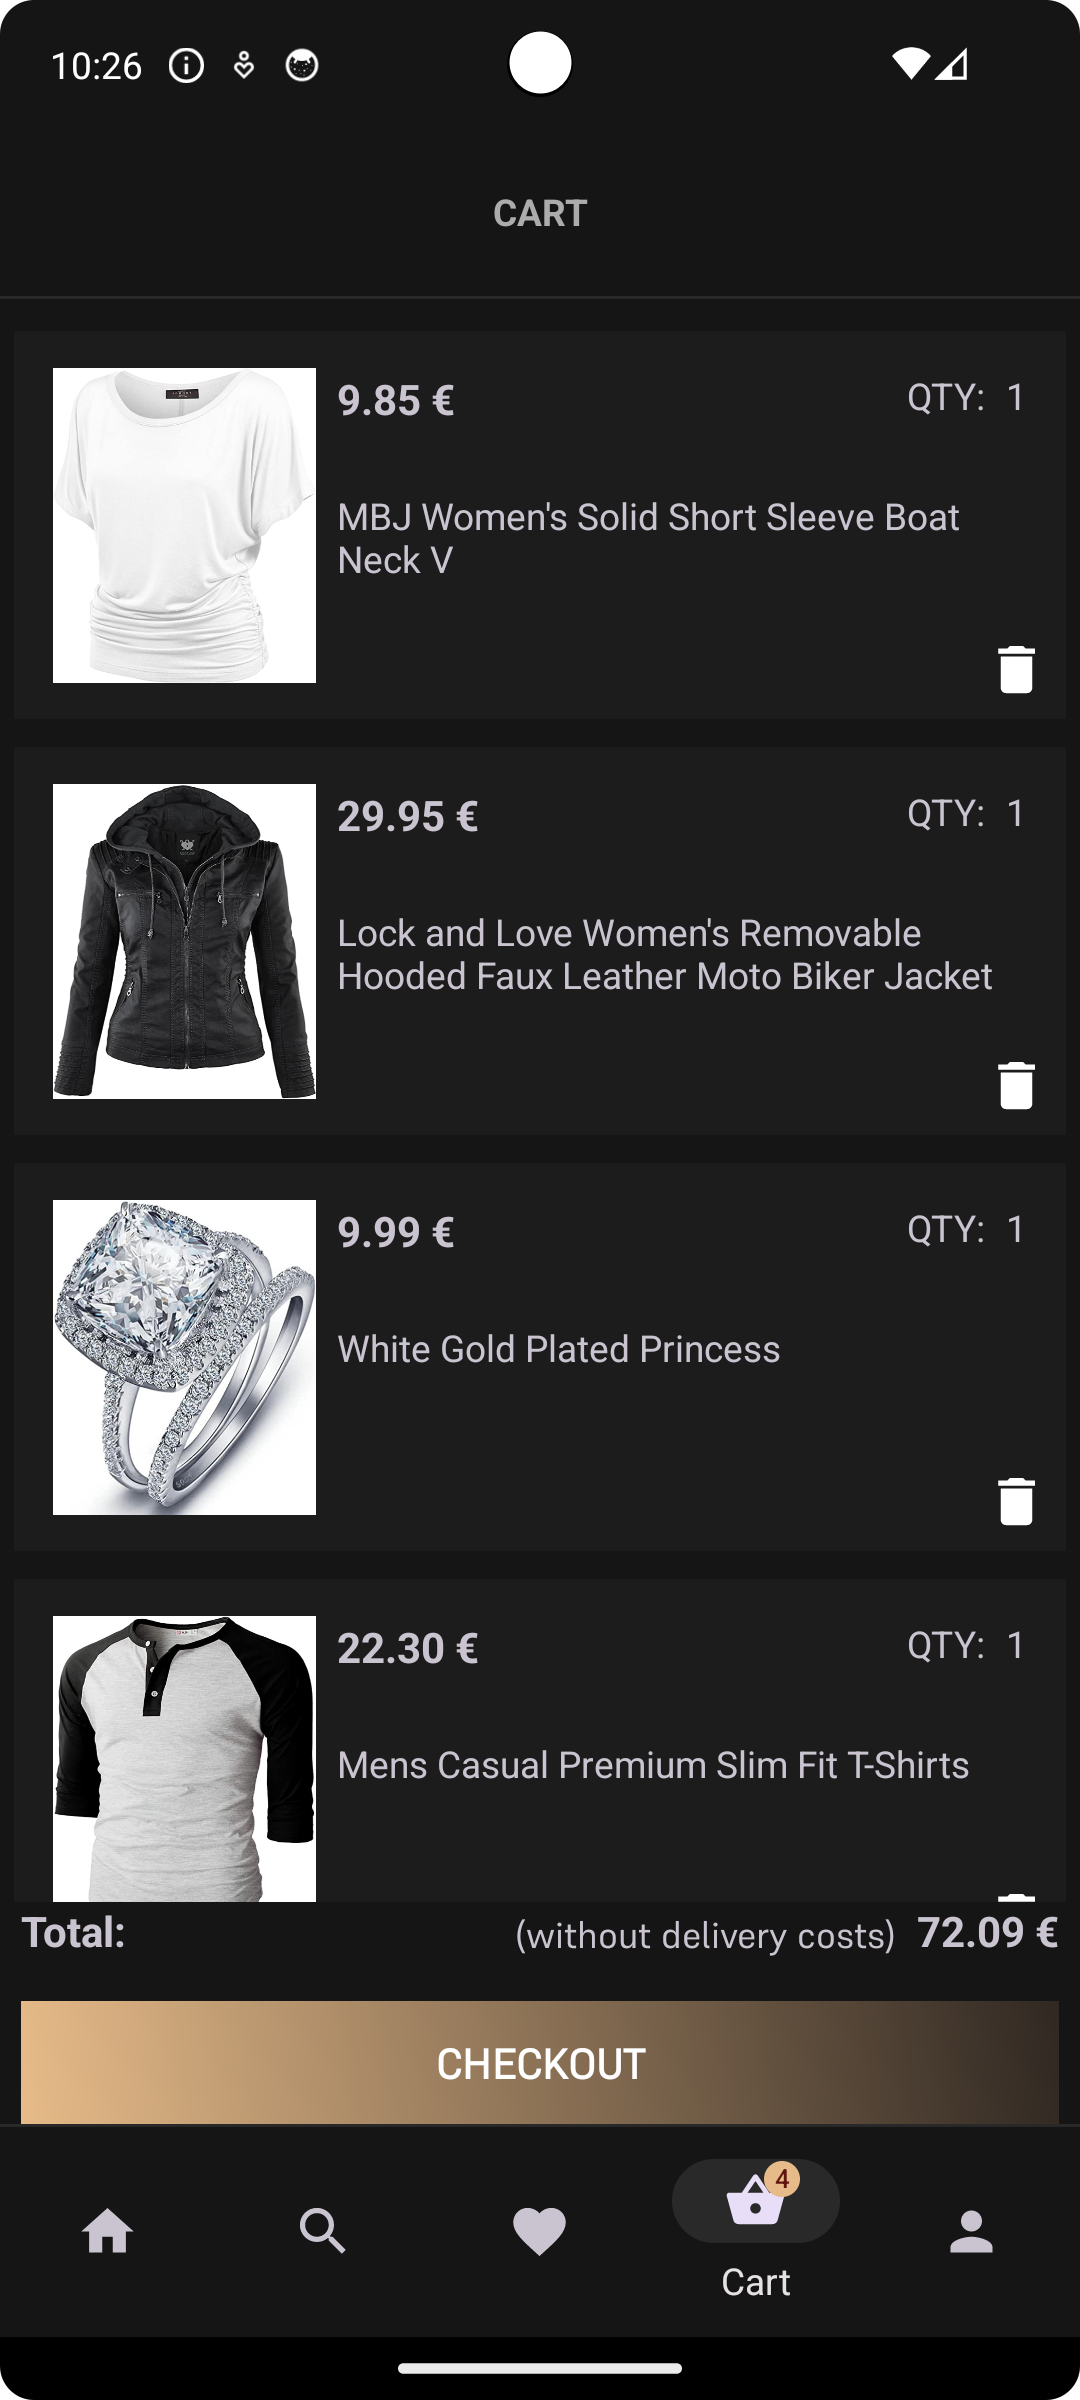 10:26
CART
9.85 €
QTY: 1
MBJ Women's Solid Short Sleeve Boat
Neck V
29.95 €
QTY: 1
Lock and Love Women's Removable
Hooded Faux Leather Moto Biker Jacket
9.99 €
QTY: 1
White Gold Plated Princess
22.30 €
QTY: 1
Mens Casual Premium Slim Fit T-Shirts
Total:
(without delivery costs) 72.09 €
CHECKOUT
4
Cart